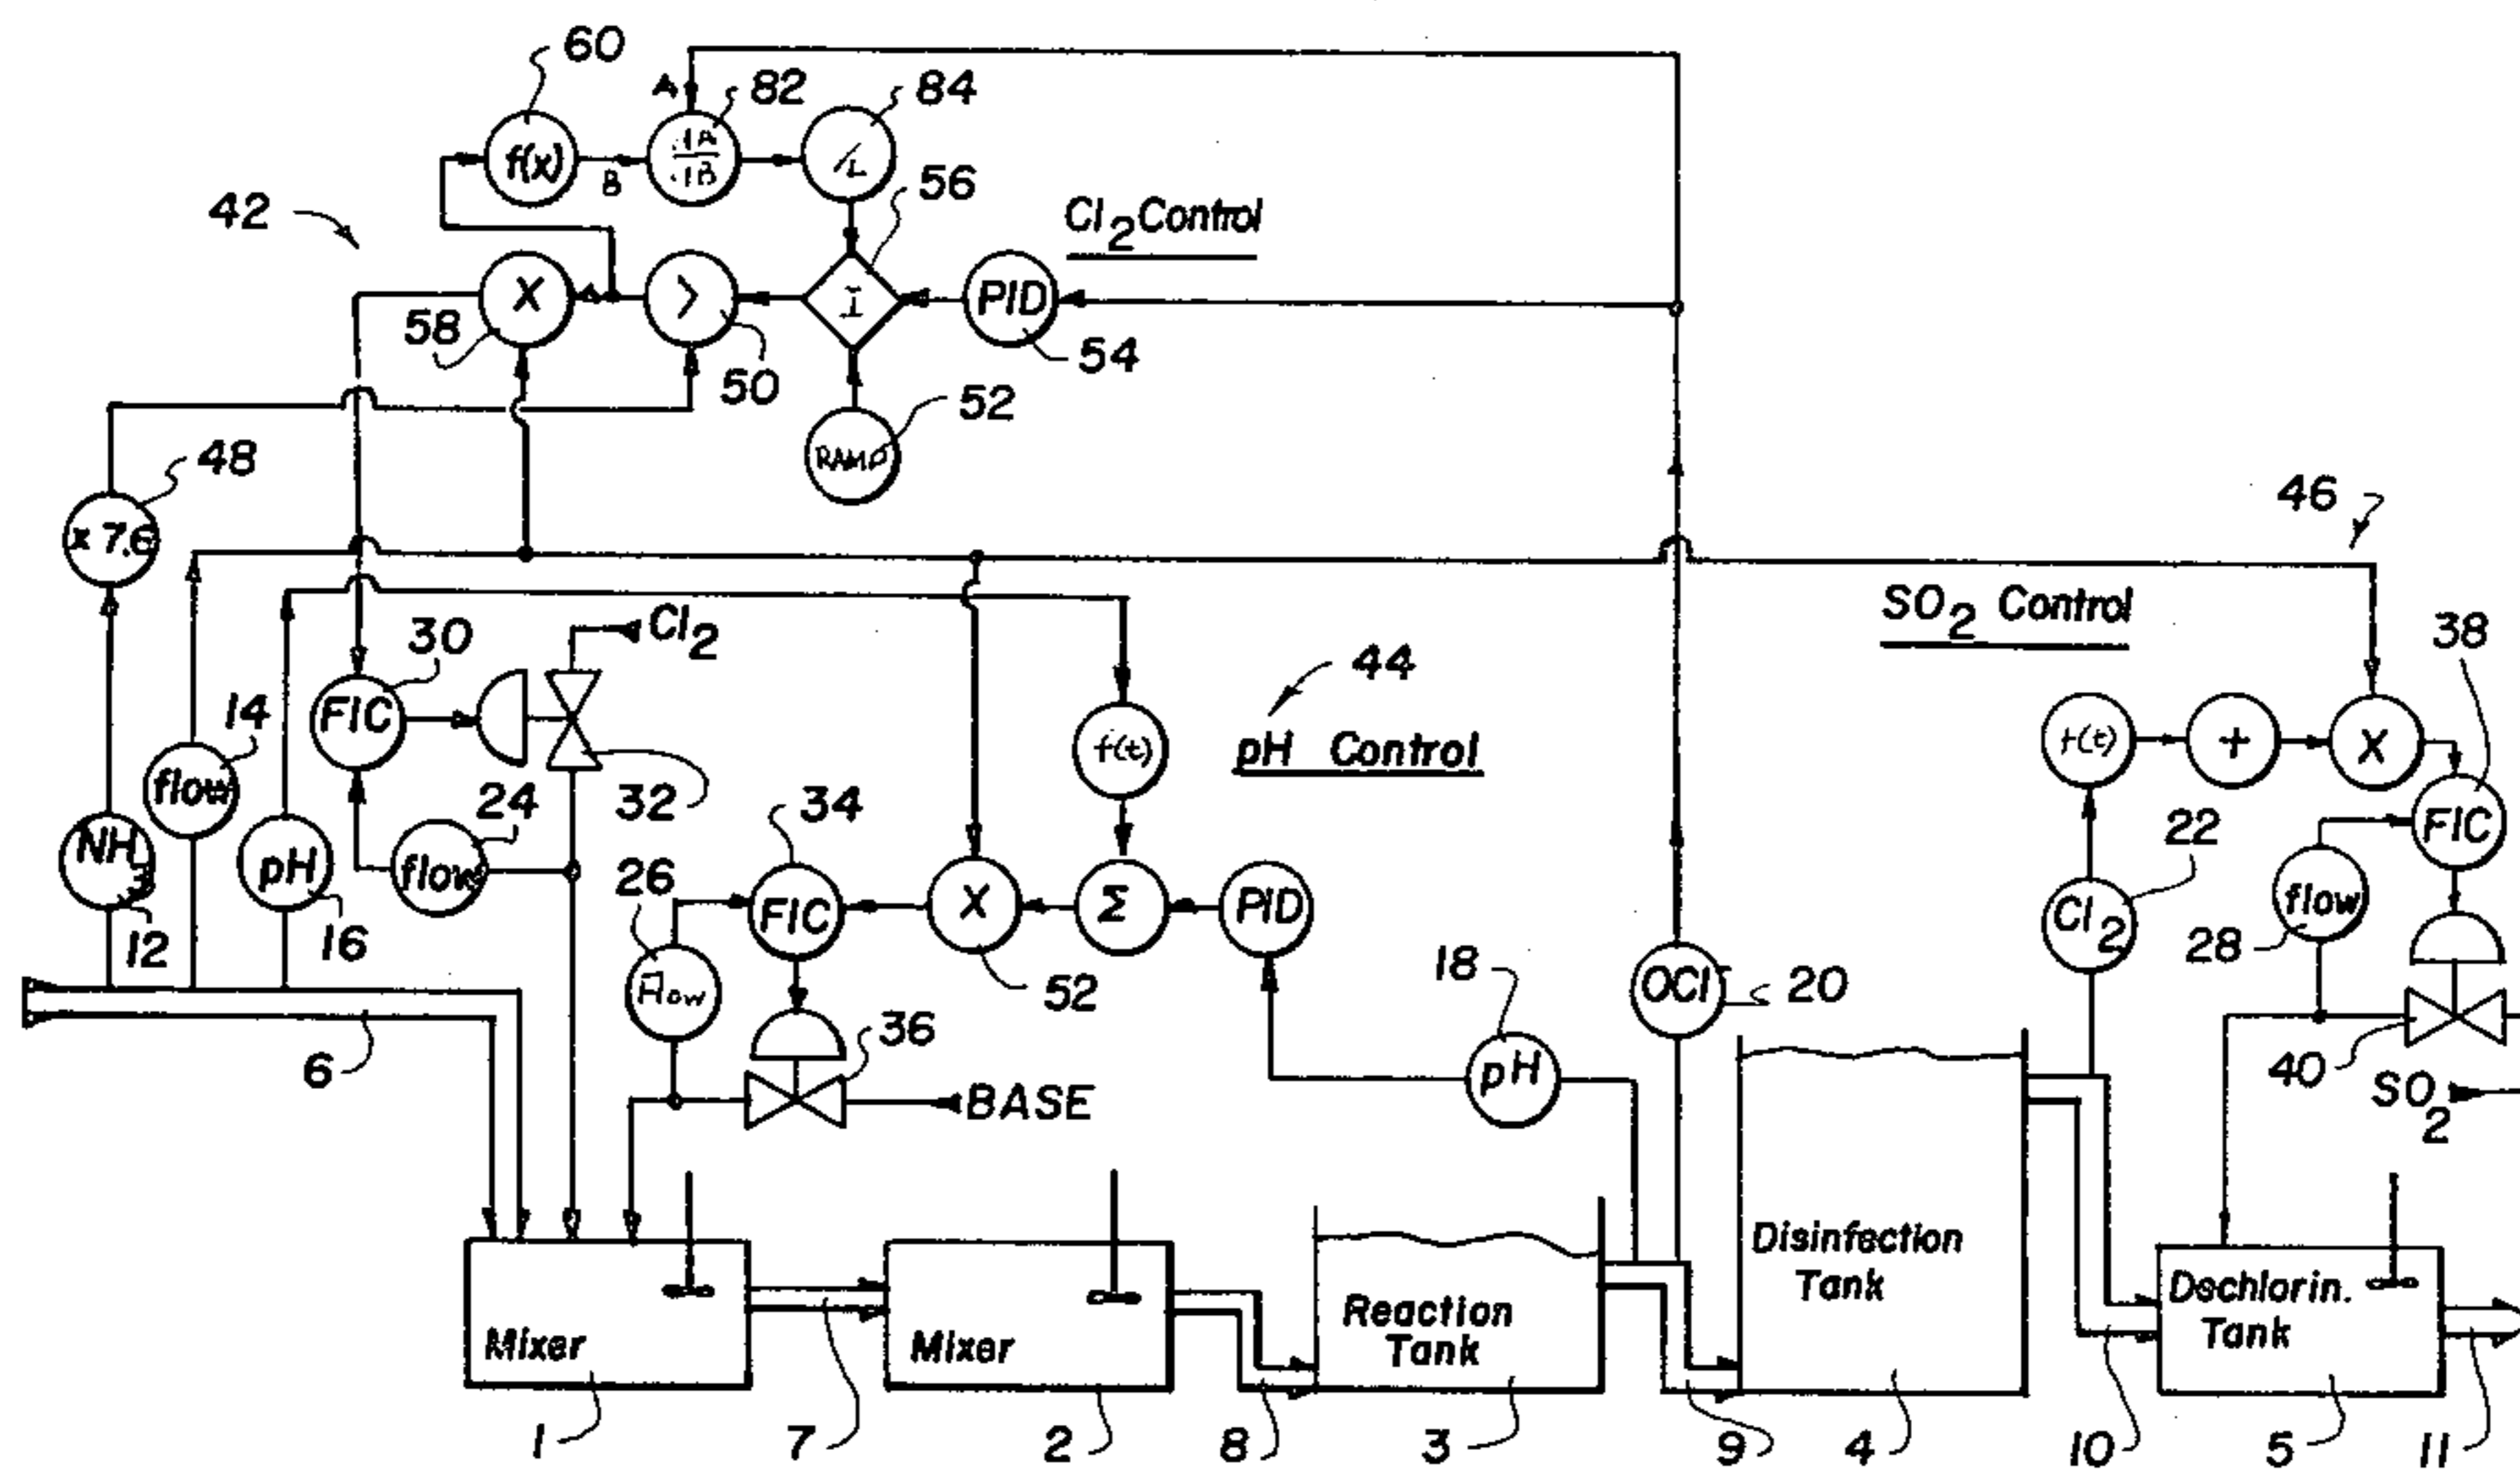 60
A
82
84
f(x)
B
ΔA
ΔB
56
42
Cl2 Control
X
>
I
PID
58
50
54
52
RAMP
48
x 7.6
46
SO2 Control
30
Cl2
38
44
14
FIC
pH Control
f(t)
f(t)
+
X
flow
24
32
34
22
FIC
NH3
pH
flow
26
FIC
X
Σ
PID
Cl2
flow
12
16
28
18
Flow
52
OCl-
20
36
pH
6
40
BASE
SO2
Disinfection
Tank
Dechlorin.
Tank
Reaction
Tank
Mixer
Mixer
1
7
2
8
3
9
4
10
5
11